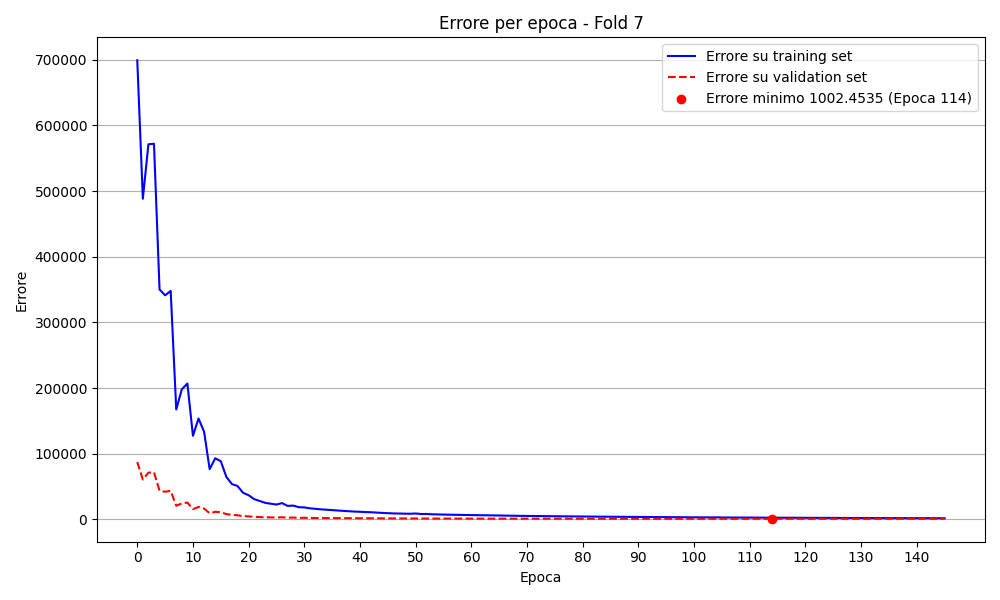 Errore per epoca - Fold 7
Errore su training set
Errore su validation set
Errore minimo 1002.4535 (Epoca 114)
700000
600000
500000
400000
300000
200000
100000
0
Errore
0 10 20 30 40 50 60 70 80 90 100 110 120 130 140
Epoca